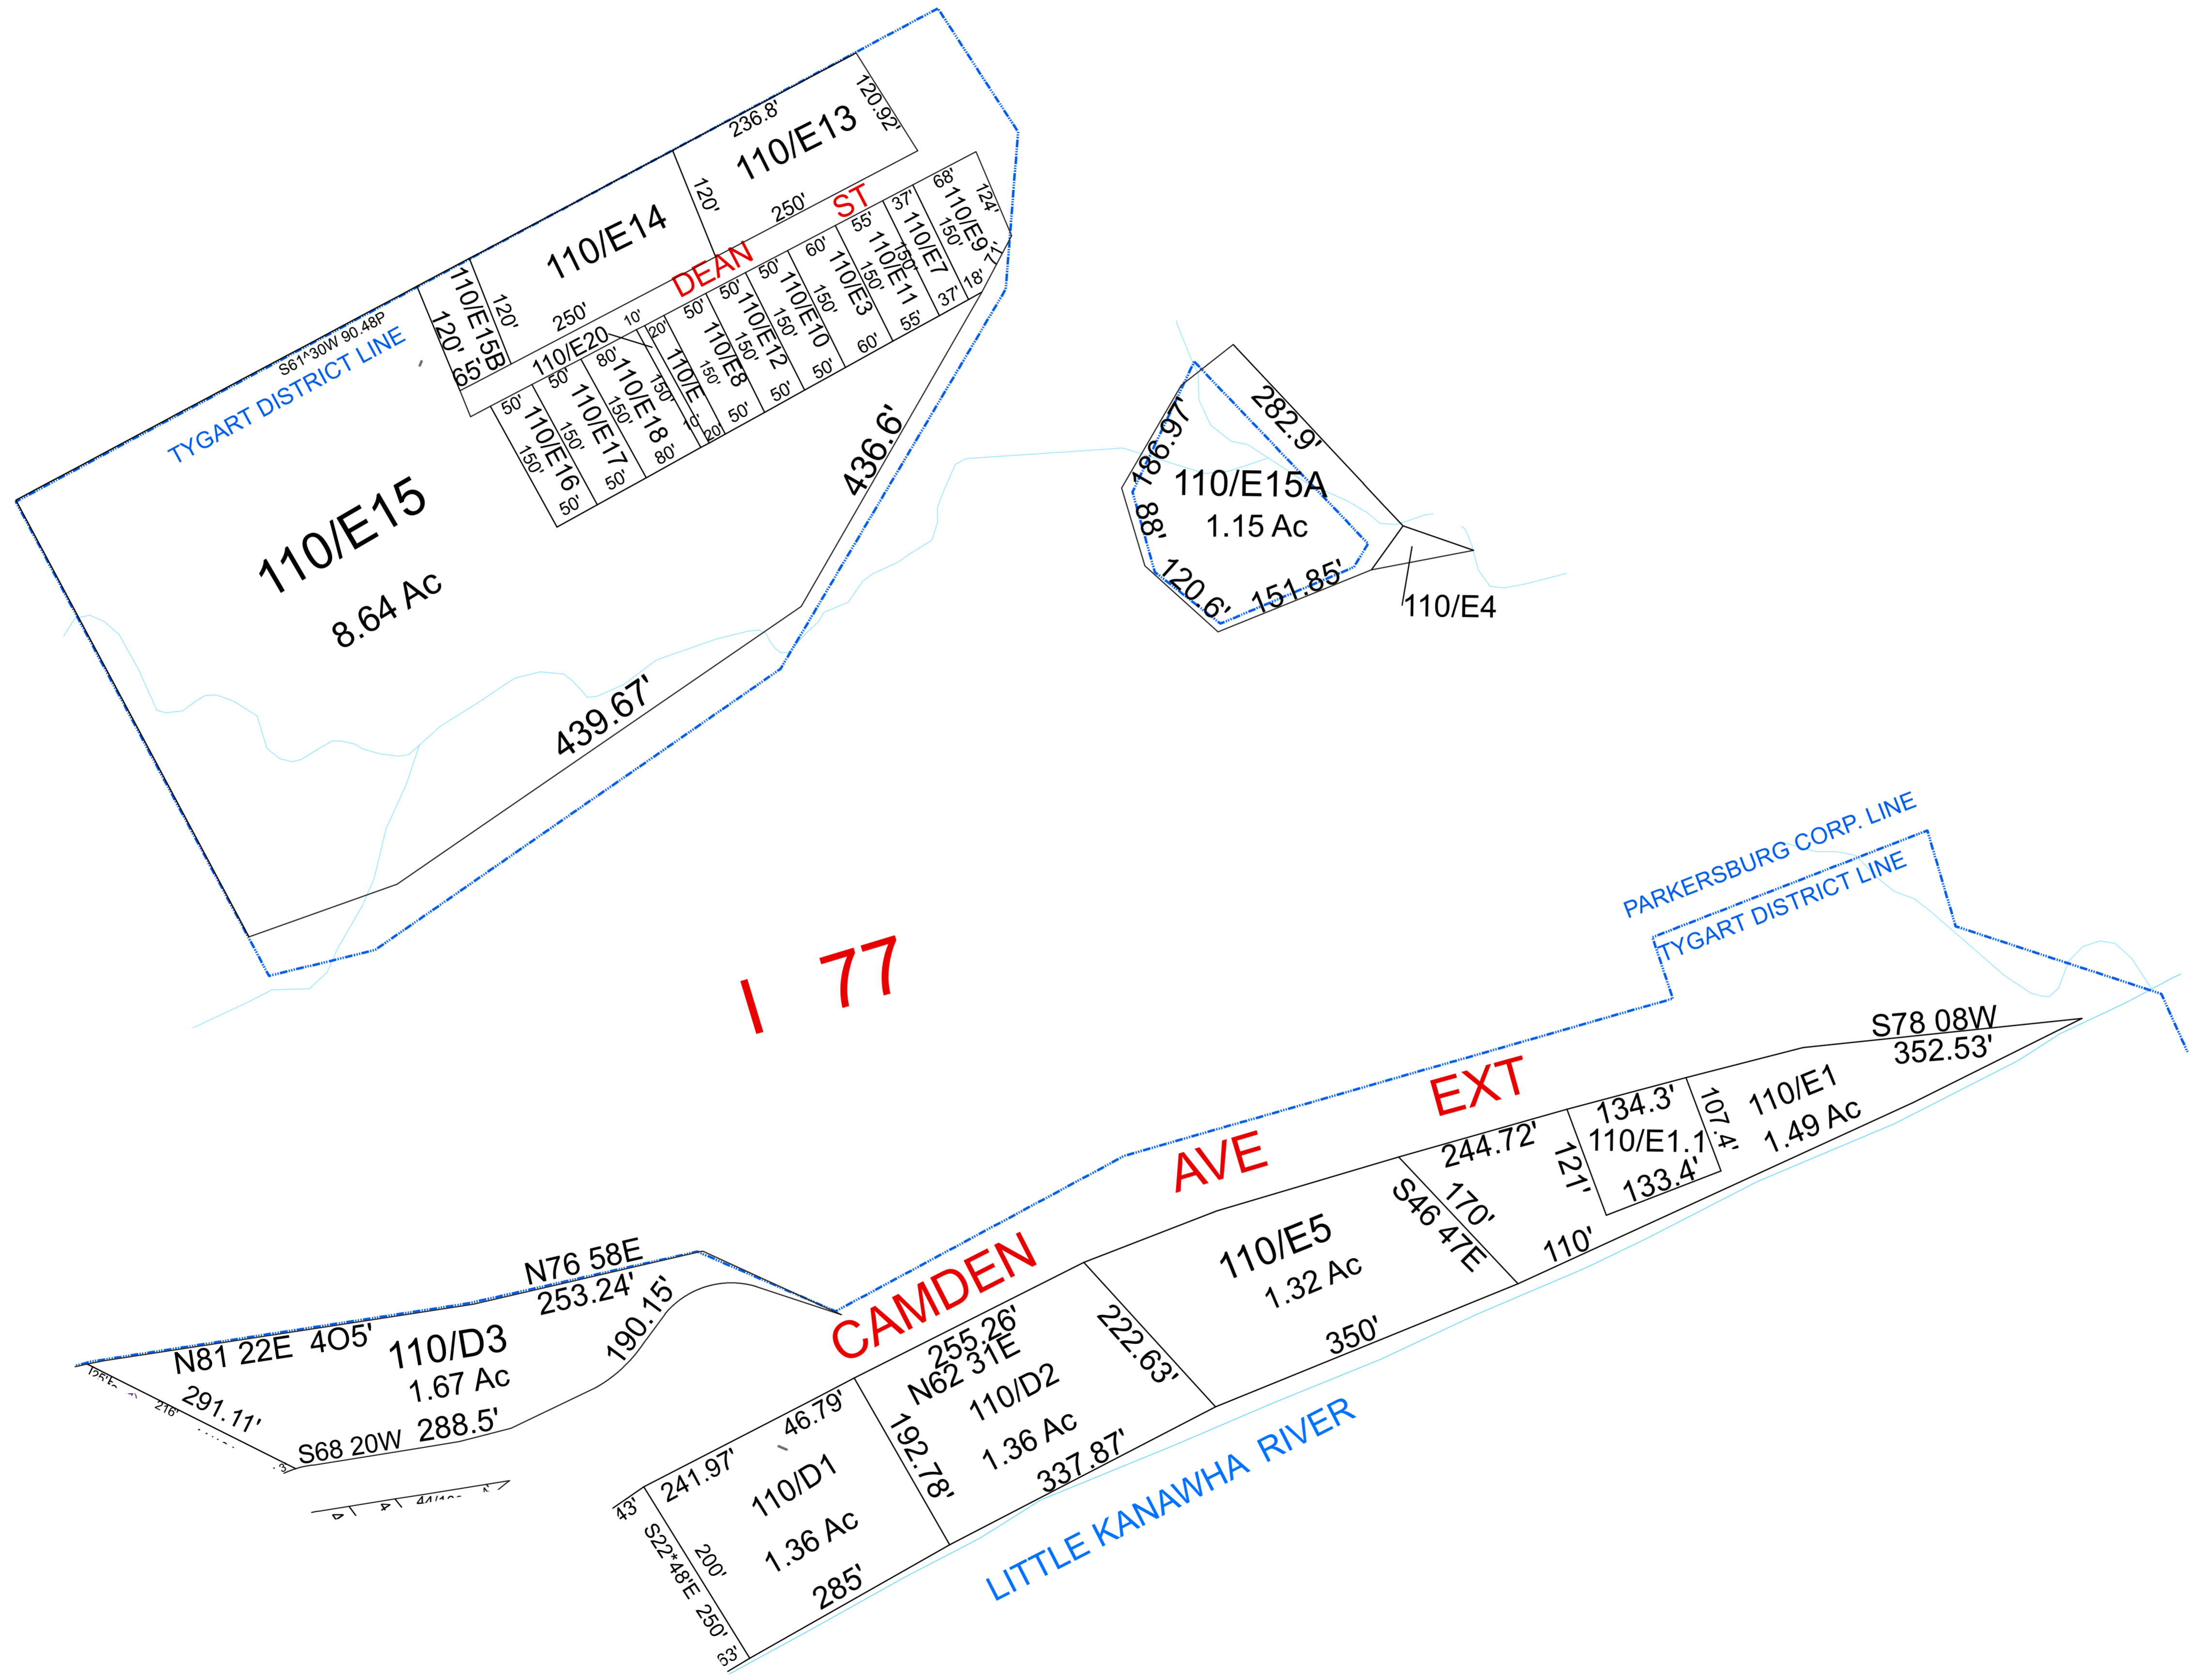 236.8'
120.92'
110/E13
120'
250'
110/E14
120'
250'
110/E15B
120'
65'
S61^30W 90.48P
TYGART DISTRICT LINE
DEAN ST
68'
124'
110/E9
150'
71'
18'
37'
110/E7
150'
37'
55'
110/E11
150'
55'
60'
110/E3
150'
60'
50'
110/E10
150'
50'
50'
110/E12
150'
50'
50'
110/E8
150'
50'
20'
110/E
20'
10'
110/E20
150'
10'
80'
110/E18
150'
80'
50'
110/E17
150'
50'
50'
110/E16
150'
50'
110/E15
8.64 Ac
436.6'
439.67'
282.9'
186.97'
110/E15A
1.15 Ac
88'
120.6'
151.85'
110/E4
I 77
PARKERSBURG CORP. LINE
TYGART DISTRICT LINE
CAMDEN AVE EXT
S78 08W
352.53'
110/E1
1.49 Ac
134.3'
107.4'
110/E1.1
121'
133.4'
244.72'
170'
S46 47E
110'
110/E5
1.32 Ac
350'
255.26'
N62 31E
222.63'
110/D2
1.36 Ac
192.78'
337.87'
46.79'
241.97'
110/D1
1.36 Ac
43'
S22*48'E 250'
200'
285'
63'
LITTLE KANAWHA RIVER
N76 58E
253.24'
190.15'
N81 22E 4O5'
110/D3
1.67 Ac
291.11'
216'
S68 20W 288.5'